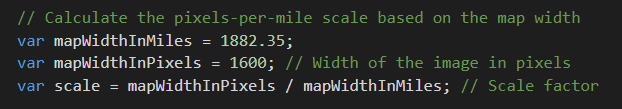 // Calculate the pixels-per-mile scale based on the map width
var mapWidthInMiles = 1882.35;
var mapWidthInPixels = 1600; // Width of the image in pixels
var scale = mapWidthInPixels / mapWidthInMiles; // Scale factor